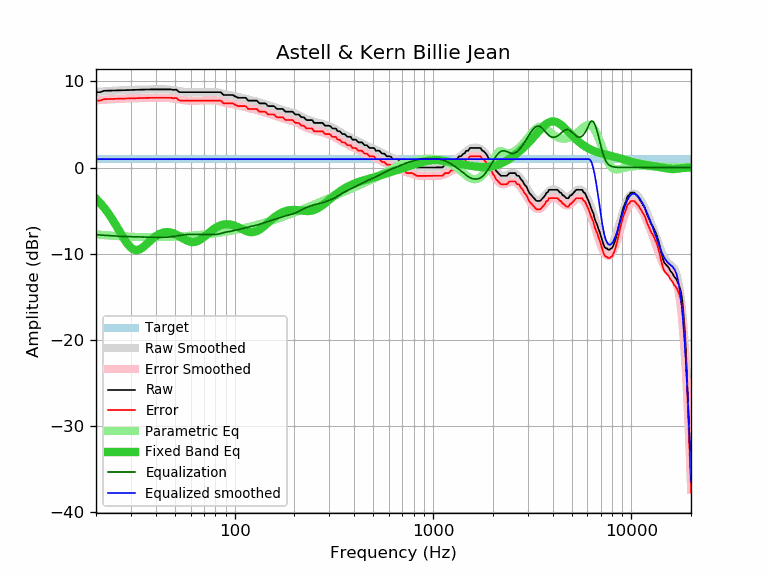 Astell & Kern Billie Jean
Amplitude (dBr)
10
0
−10
−20
−30
−40
Target
Raw Smoothed
Error Smoothed
Raw
Error
Parametric Eq
Fixed Band Eq
Equalization
Equalized smoothed
100
1000
10000
Frequency (Hz)